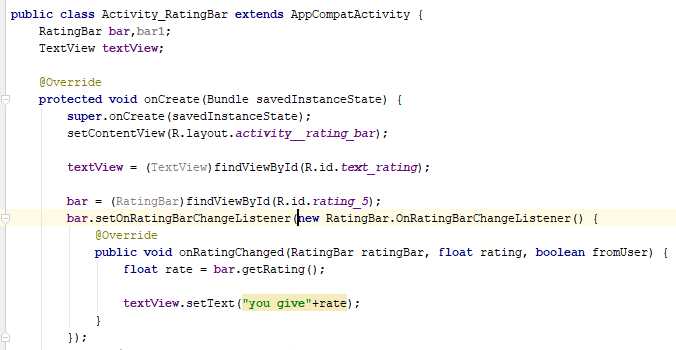 public class Activity_RatingBar extends AppCompatActivity {
    RatingBar bar,bar1;
    TextView textView;
    @Override
    protected void onCreate(Bundle savedInstanceState) {
        super.onCreate(savedInstanceState);
        setContentView(R.layout.activity__rating_bar);
        textView = (TextView)findViewById(R.id.text_rating);
        bar = (RatingBar)findViewById(R.id.rating_5);
        bar.setOnRatingBarChangeListener(new RatingBar.OnRatingBarChangeListener() {
            @Override
            public void onRatingChanged(RatingBar ratingBar, float rating, boolean fromUser) {
                float rate = bar.getRating();
                textView.setText("you give"+rate);
            }
        });